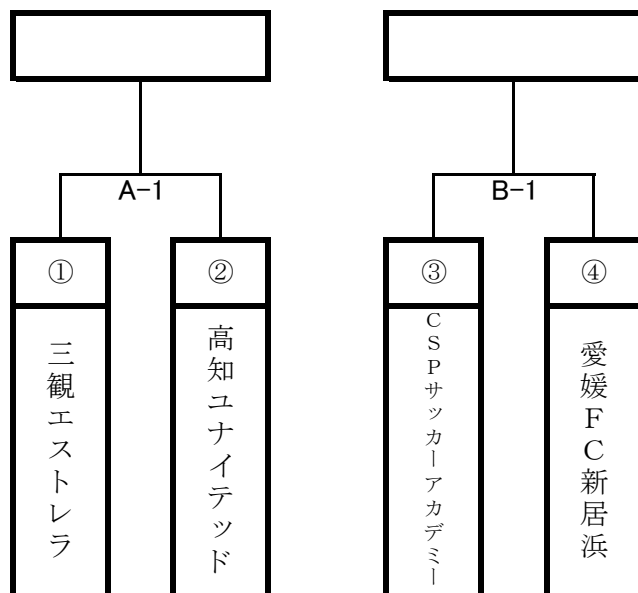 A-1
B-1
①
②
③
④
三観エストレラ
高知ユナイテッド
CSPサッカーアカデミー
愛媛FC新居浜